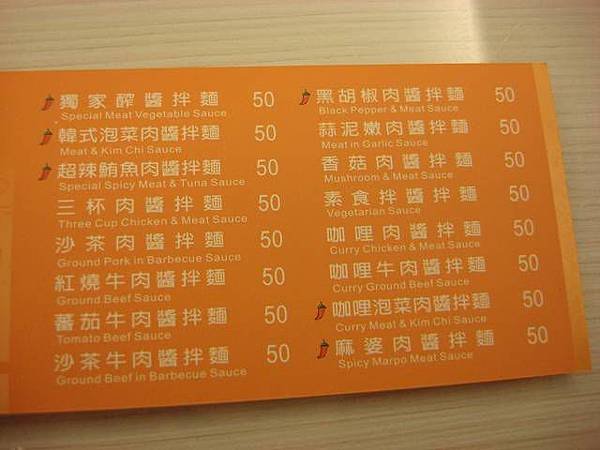 獨家醡醬拌麵 50
Special Meat Vegetable Sauce
韓式泡菜肉醬拌麵 50
Meat & Kim Chi Sauce
超辣鮪魚肉醬拌麵 50
Special Spicy Meat & Tuna Sauce
三杯肉醬拌麵 50
Three Cup Chicken & Meat Sauce
沙茶肉醬拌麵 50
Ground Pork in Barbecue Sauce
紅燒牛肉醬拌麵 50
Ground Beef Sauce
蕃茄牛肉醬拌麵 50
Tomato Beef Sauce
沙茶牛肉醬拌麵 50
Ground Beef in Barbecue Sauce
黑胡椒肉醬拌麵 50
Black Pepper & Meat Sauce
蒜泥嫩肉醬拌麵 50
Meat in Garlic Sauce
香菇肉醬拌麵 50
Mushroom & Meat Sauce
素食拌醬拌麵 50
Vegetarian Sauce
咖哩肉醬拌麵 50
Curry Chicken & Meat Sauce
咖哩牛肉醬拌麵 50
Curry Ground Beef Sauce
咖哩泡菜肉醬拌麵 50
Curry Meat & Kimchi Sauce
麻婆肉醬拌麵 50
Spicy Marpo Meat Sauce